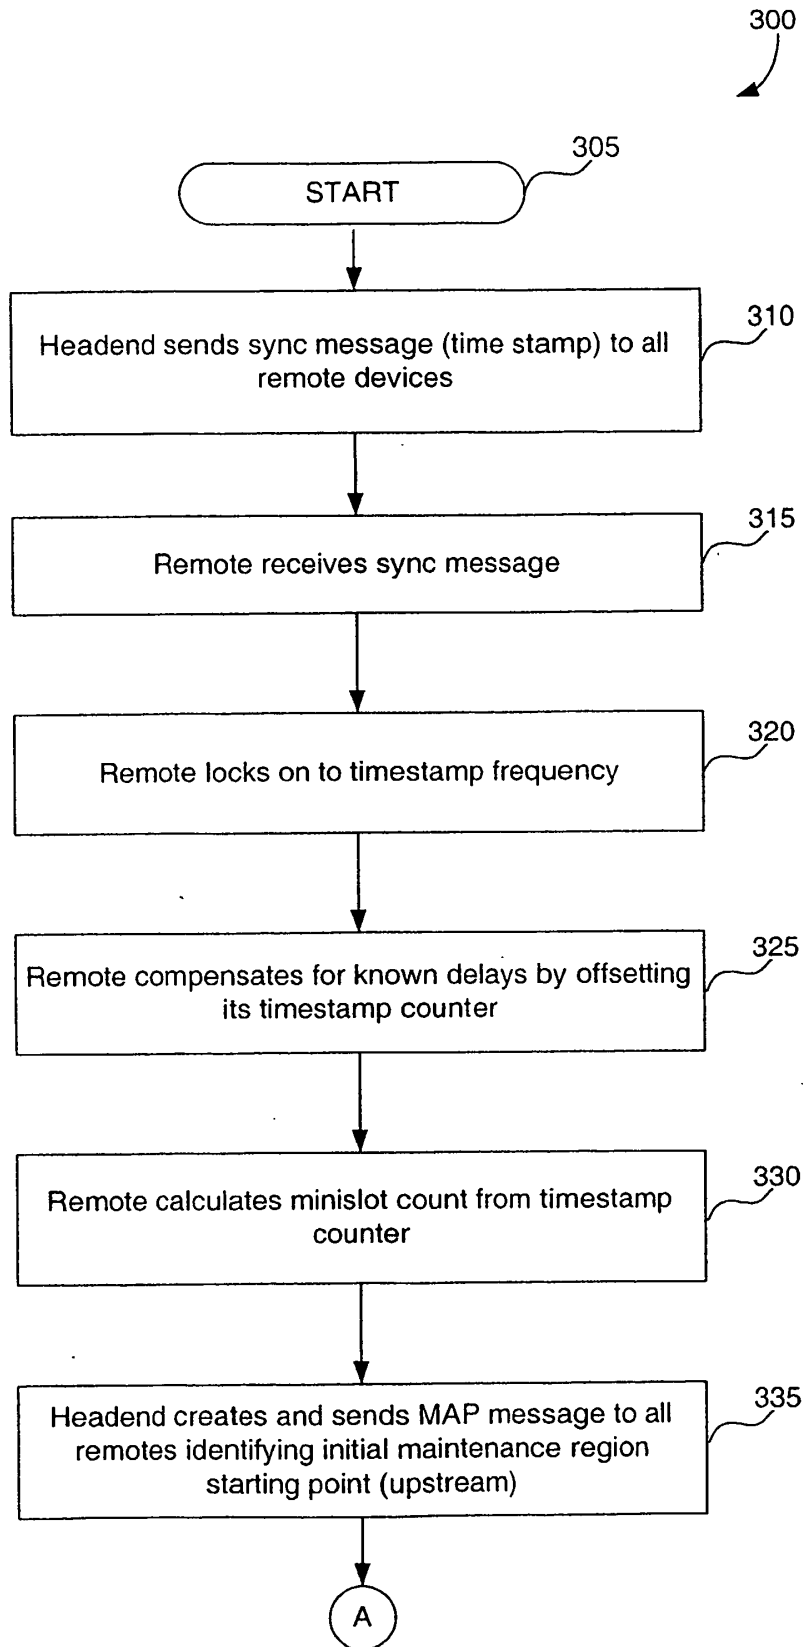 300
305
START
310
Headend sends sync message (time stamp) to all
remote devices
315
Remote receives sync message
320
Remote locks on to timestamp frequency
325
Remote compensates for known delays by offsetting
its timestamp counter
330
Remote calculates minislot count from timestamp
counter
335
Headend creates and sends MAP message to all
remotes identifying initial maintenance region
starting point (upstream)
A